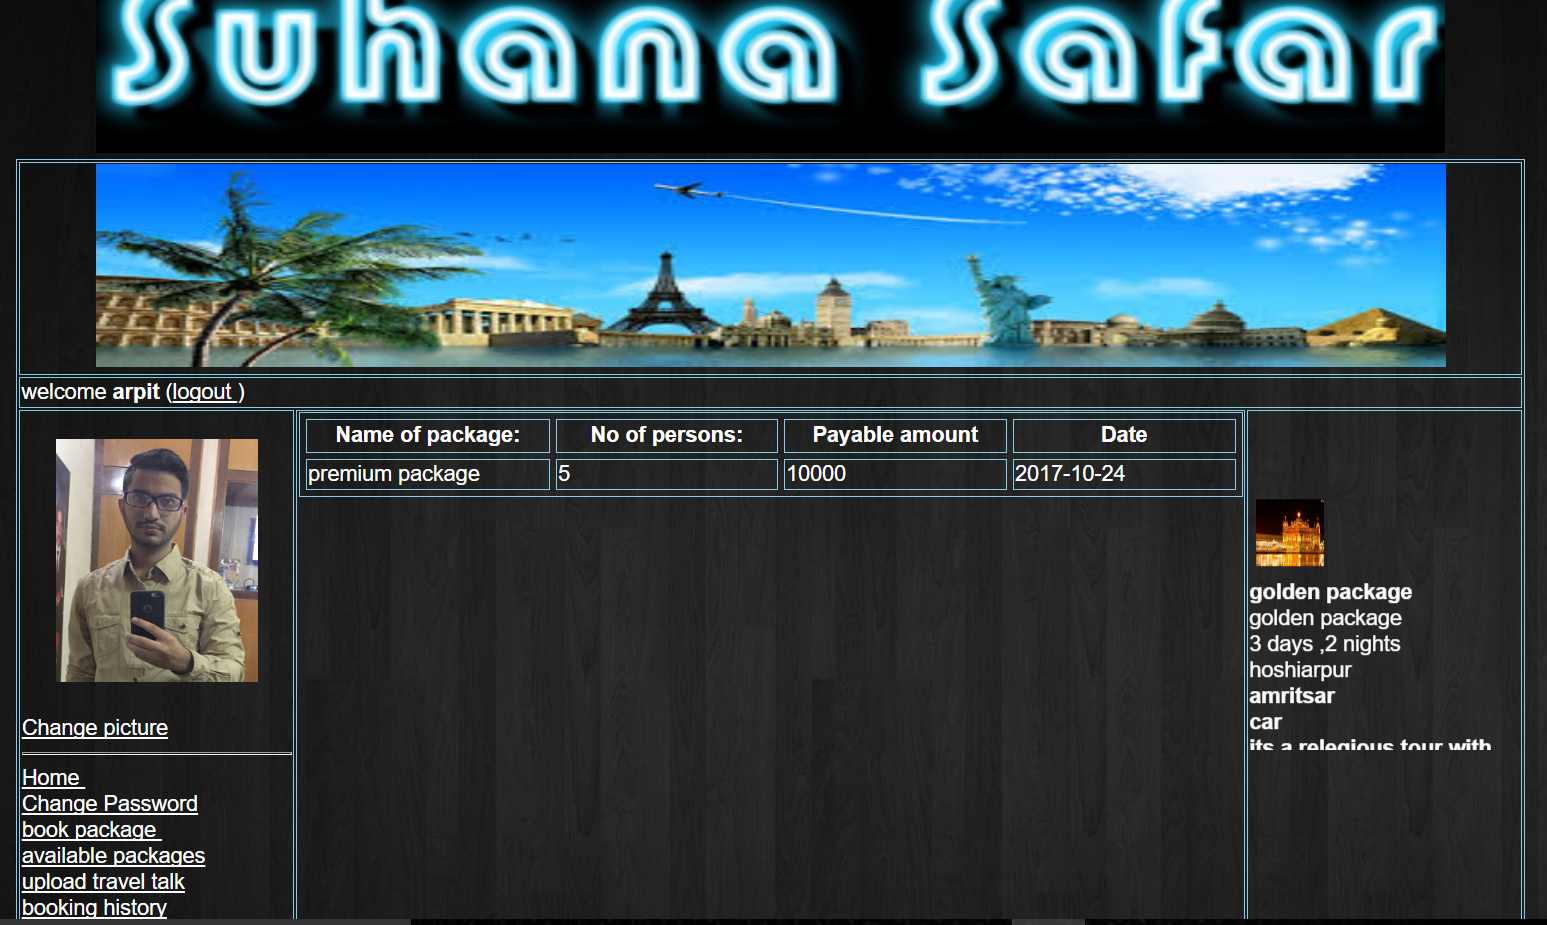 Suhana Safar
welcome arpit (logout )
Name of package: No of persons: Payable amount Date
premium package 5 10000 2017-10-24
Change picture
Home
Change Password
book package
available packages
upload travel talk
booking history
golden package
golden package
3 days ,2 nights
hoshiarpur
amritsar
car
its a relegious tour with